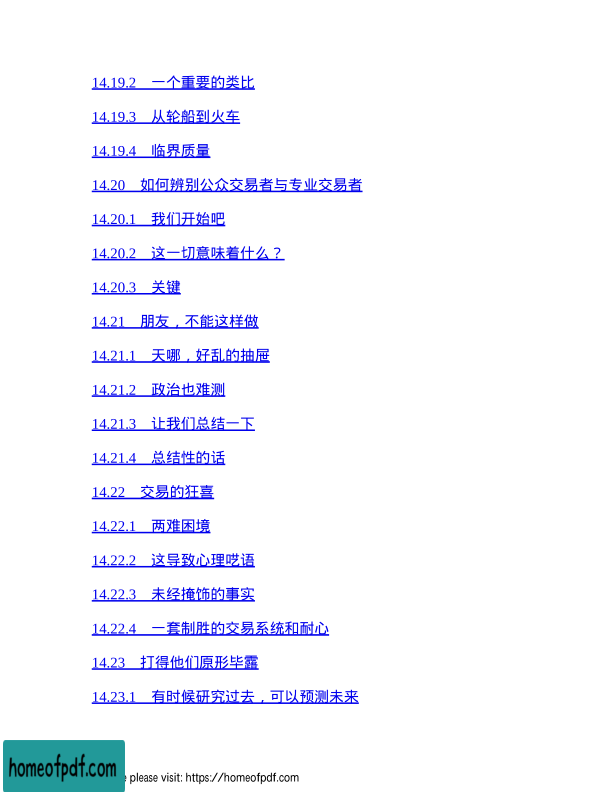 14.19.2 一个重要的类比
14.19.3 从轮船到火车
14.19.4 临界质量
14.20 如何辨别公众交易者与专业交易者
14.20.1 我们开始吧
14.20.2 这一切意味着什么？
14.20.3 关键
14.21 朋友，不能这样做
14.21.1 天哪，好乱的抽屉
14.21.2 政治也难测
14.21.3 让我们总结一下
14.21.4 总结性的话
14.22 交易的狂喜
14.22.1 两难困境
14.22.2 这导致心理呓语
14.22.3 未经掩饰的事实
14.22.4 一套制胜的交易系统和耐心
14.23 打得他们原形毕露
14.23.1 有时候研究过去，可以预测未来
homeofpdf.com
e please visit: https://homeofpdf.com